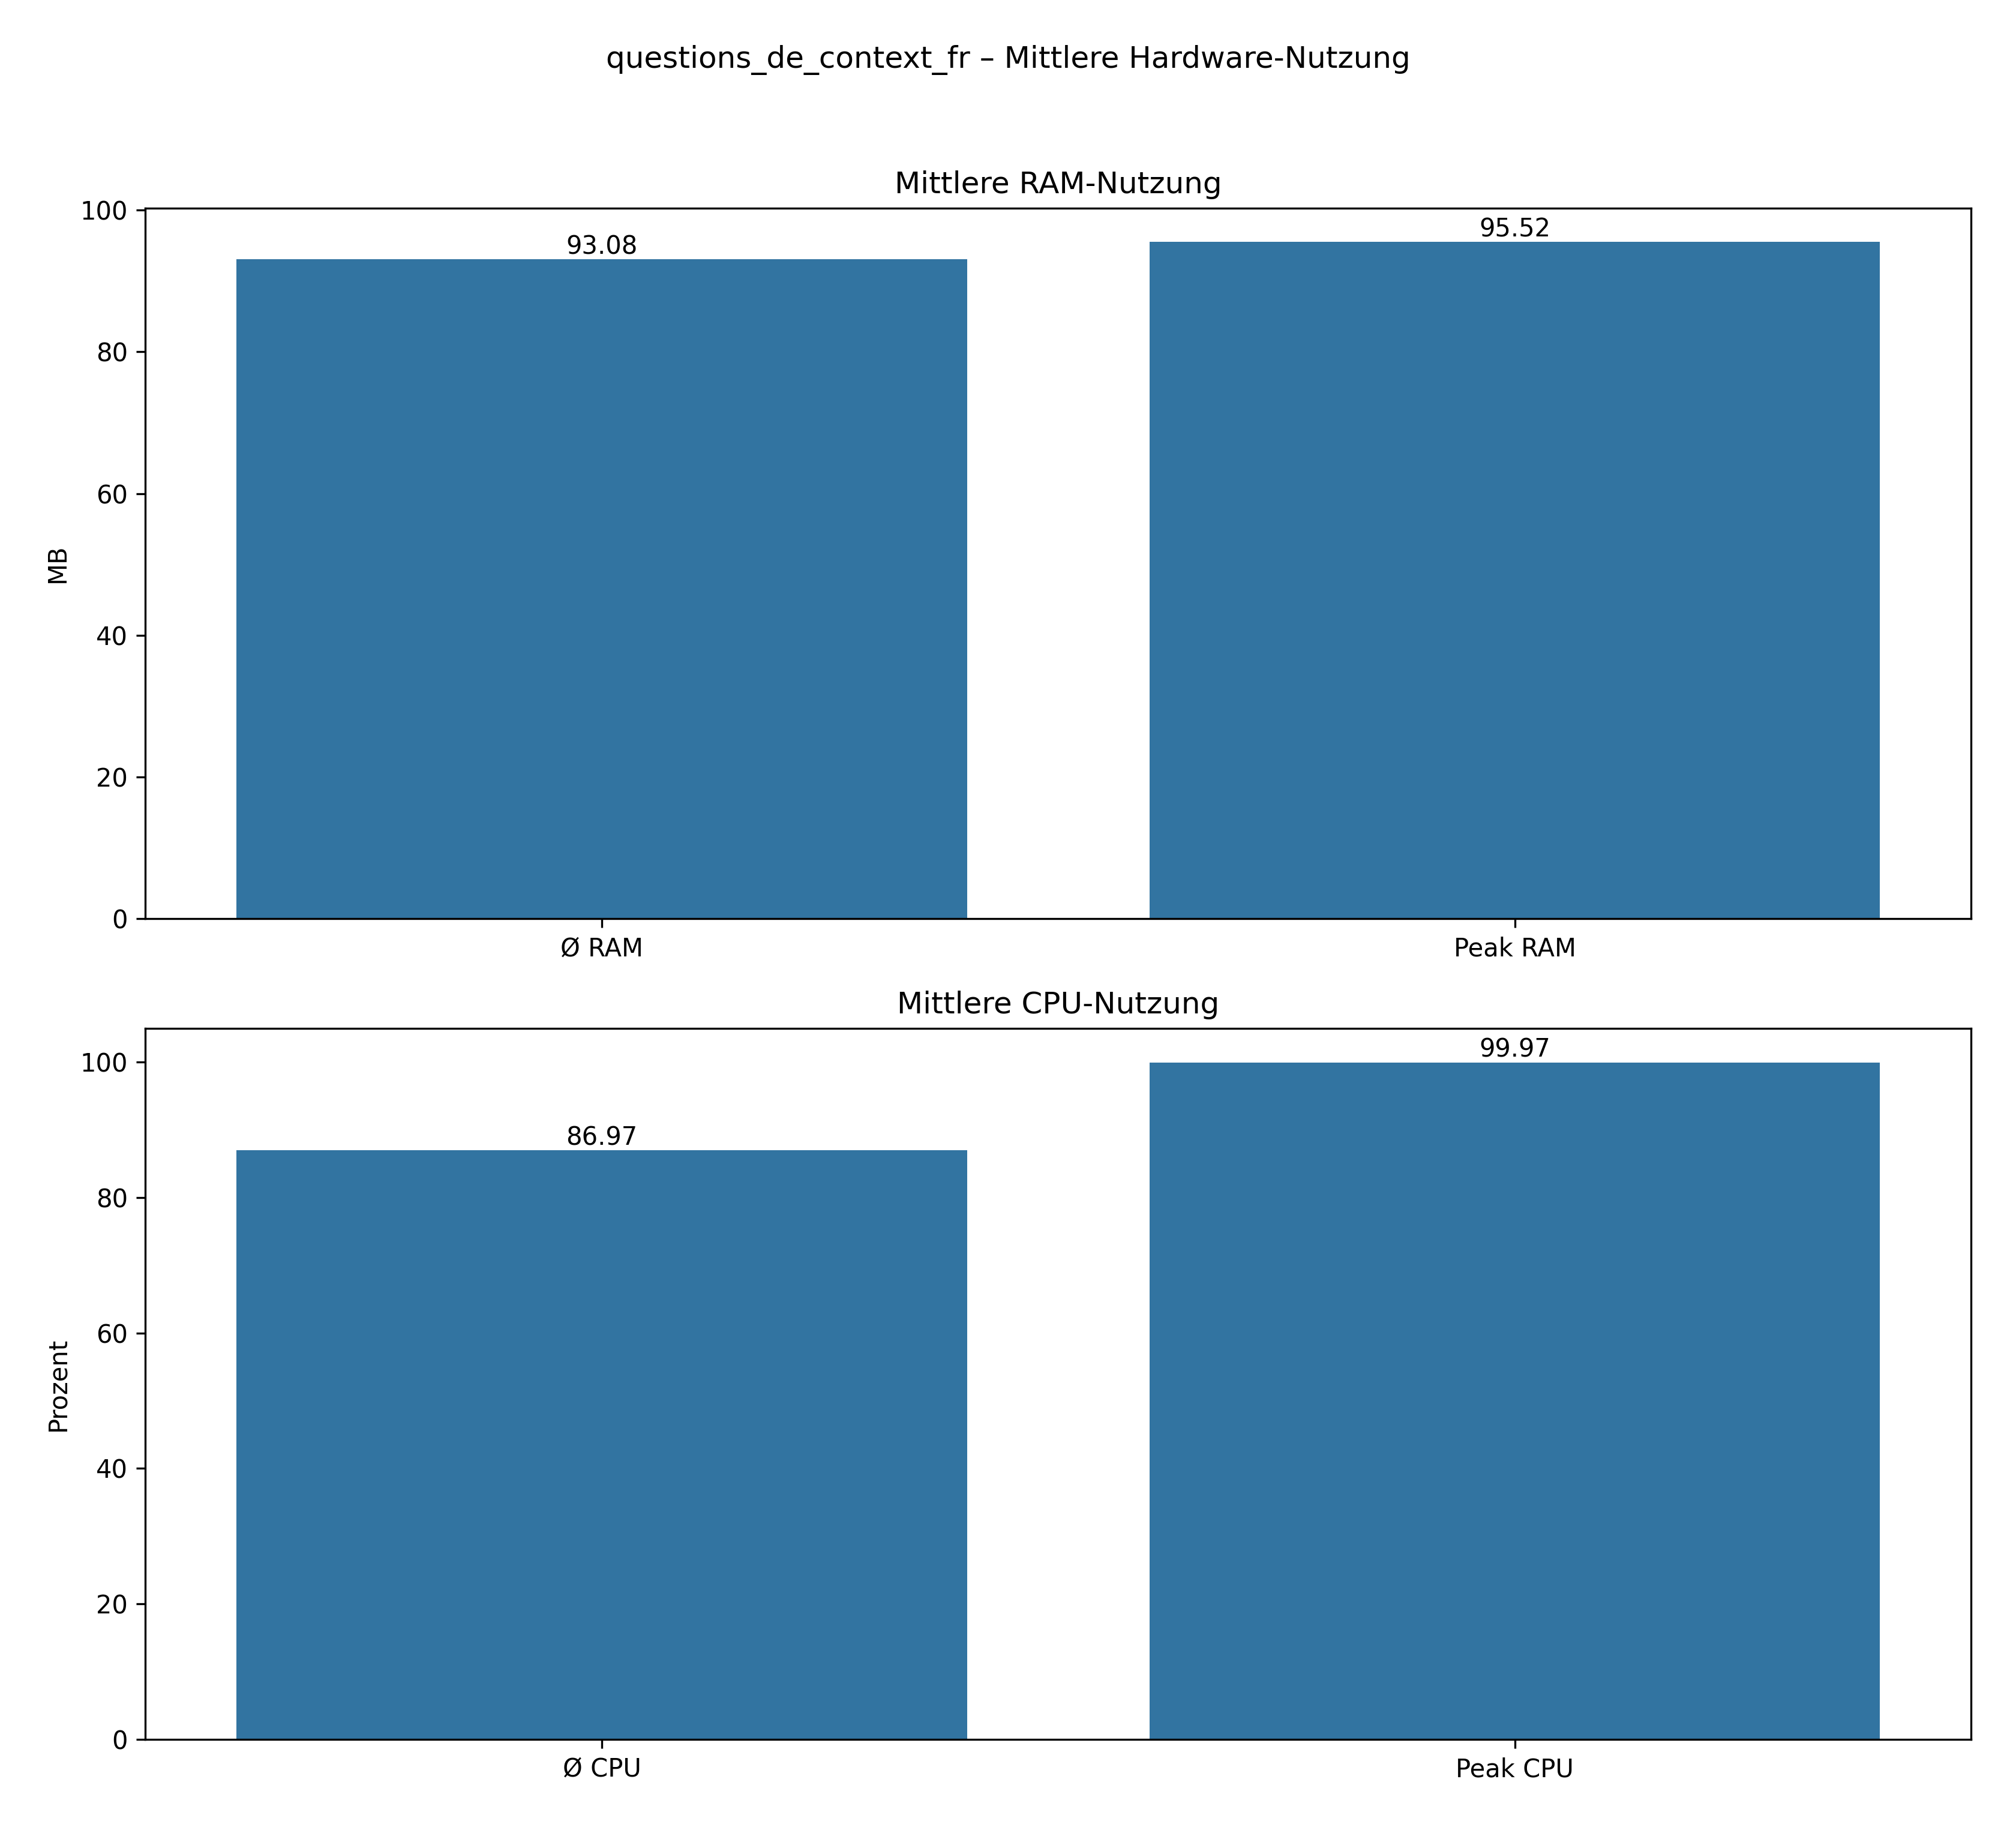 questions_de_context_fr – Mittlere Hardware-Nutzung
Mittlere RAM-Nutzung
100
80
60
40
20
0
MB
93.08
95.52
Ø RAM
Peak RAM
Mittlere CPU-Nutzung
100
80
60
40
20
0
Prozent
86.97
99.97
Ø CPU
Peak CPU